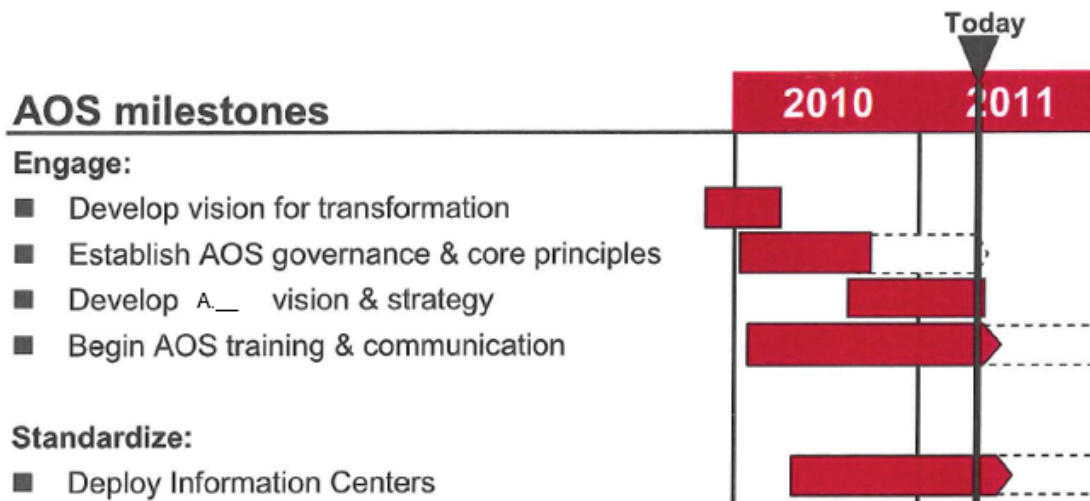 Today
AOS milestones 2010 2011
Engage:
Develop vision for transformation
Establish AOS governance & core principles
Develop A.__ vision & strategy
Begin AOS training & communication
Standardize:
Deploy Information Centers